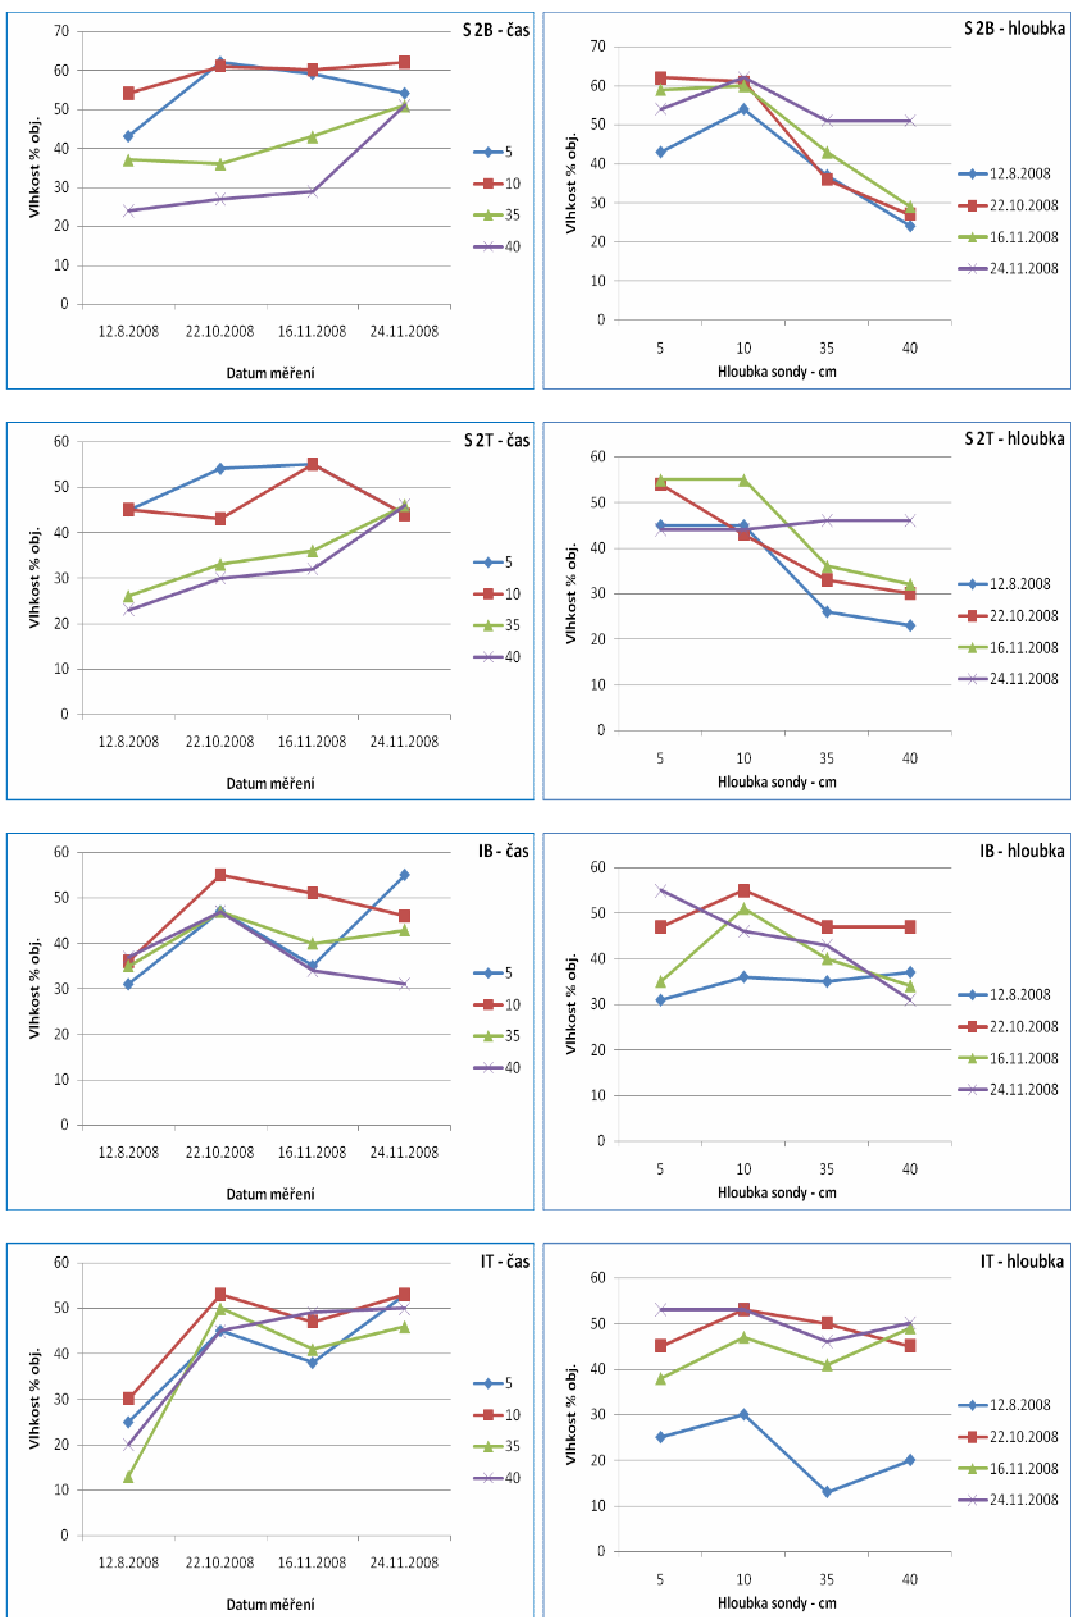 S 2B - čas
Vlhkost % obj.
70
60
50
40
30
20
10
0
12.8.2008 22.10.2008 16.11.2008 24.11.2008
Datum měření
5
10
35
40
S 2B - hloubka
Vlhkost % obj.
70
60
50
40
30
20
10
0
5 10 35 40
Hloubka sondy - cm
12.8.2008
22.10.2008
16.11.2008
24.11.2008
S 2T - čas
Vlhkost % obj.
60
50
40
30
20
10
0
12.8.2008 22.10.2008 16.11.2008 24.11.2008
Datum měření
5
10
35
40
S 2T - hloubka
Vlhkost % obj.
60
50
40
30
20
10
0
5 10 35 40
Hloubka sondy - cm
12.8.2008
22.10.2008
16.11.2008
24.11.2008
IB - čas
Vlhkost % obj.
60
50
40
30
20
10
0
12.8.2008 22.10.2008 16.11.2008 24.11.2008
Datum měření
5
10
35
40
IB - hloubka
Vlhkost % obj.
60
50
40
30
20
10
0
5 10 35 40
Hloubka sondy - cm
12.8.2008
22.10.2008
16.11.2008
24.11.2008
IT - čas
Vlhkost % obj.
60
50
40
30
20
10
0
12.8.2008 22.10.2008 16.11.2008 24.11.2008
Datum měření
5
10
35
40
IT - hloubka
Vlhkost % obj.
60
50
40
30
20
10
0
5 10 35 40
Hloubka sondy - cm
12.8.2008
22.10.2008
16.11.2008
24.11.2008